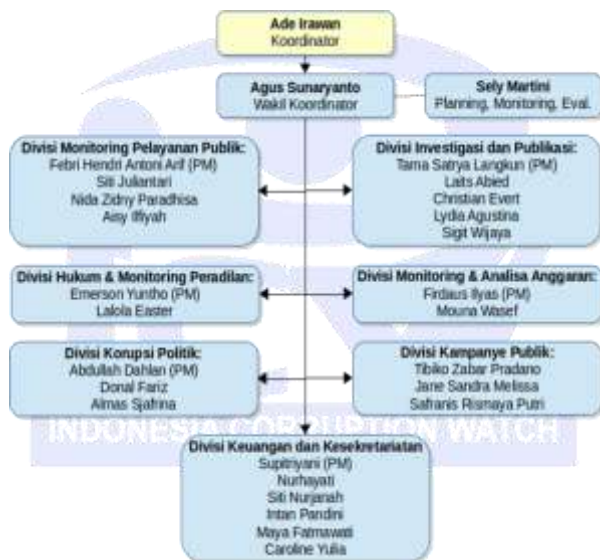 Ade Irawan
Koordinator
Agus Sunaryanto
Wakil Koordinator
Sely Martini
Planning, Monitoring, Eval.
Divisi Monitoring Pelayanan Publik:
Febri Hendri Antoni Arif (PM)
Siti Juliantari
Nida Zidny Paradhisa
Aisy Ilfiyah
Divisi Investigasi dan Publikasi:
Tama Satrya Langkun (PM)
Laits Abied
Christian Evert
Lydia Agustina
Sigit Wijaya
Divisi Hukum & Monitoring Peradilan:
Emerson Yuntho (PM)
Lalola Easter
Divisi Monitoring & Analisa Anggaran:
Firdaus Ilyas (PM)
Mouna Wasef
Divisi Korupsi Politik:
Abdullah Dahlan (PM)
Donal Fariz
Almas Sjafrina
Divisi Kampanye Publik:
Tibiko Zabar Pradano
Jane Sandra Melissa
Safranis Rismaya Putri
INDONESIA CORRUPTION WATCH
Divisi Keuangan dan Kesekretariatan
Supitriyani (PM)
Nurhayati
Siti Nurjanah
Intan Pandini
Maya Fatmawati
Caroline Yulia